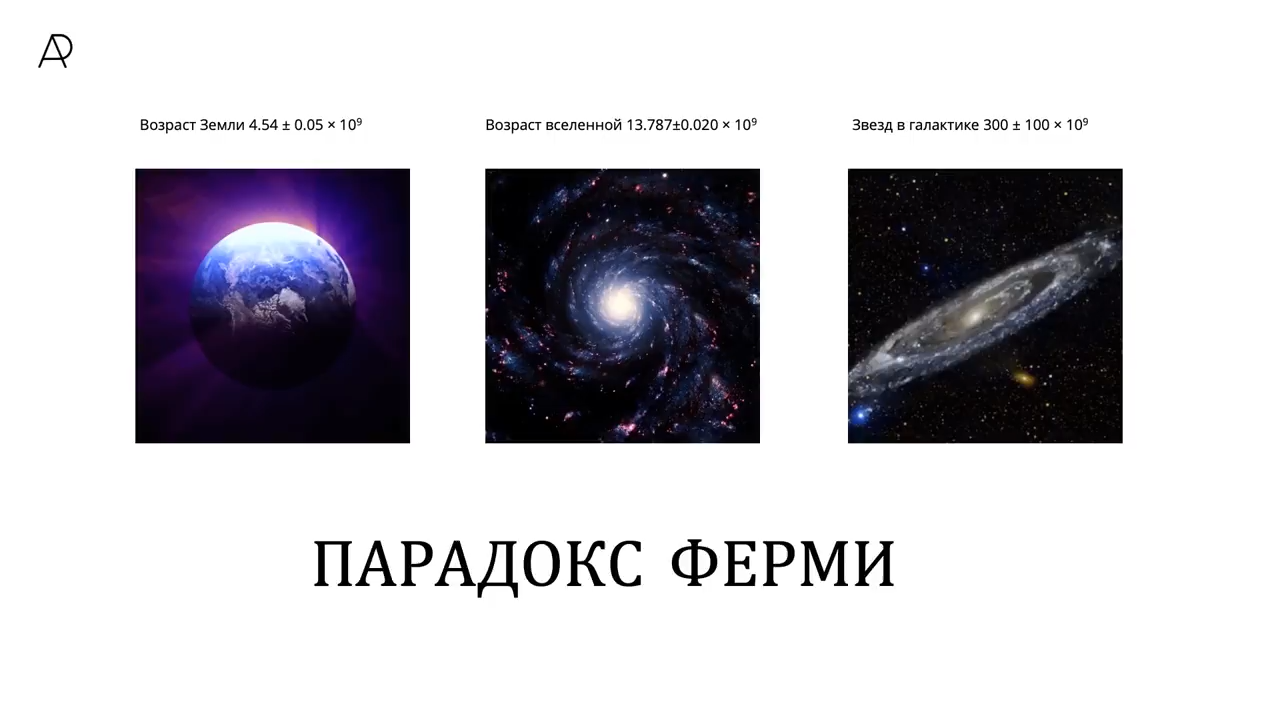 Возраст Земли 4.54 ± 0.05 × 10⁹
Возраст вселенной 13.787±0.020 × 10⁹
Звезд в галактике 300 ± 100 × 10⁹
ПАРАДОКС ФЕРМИ